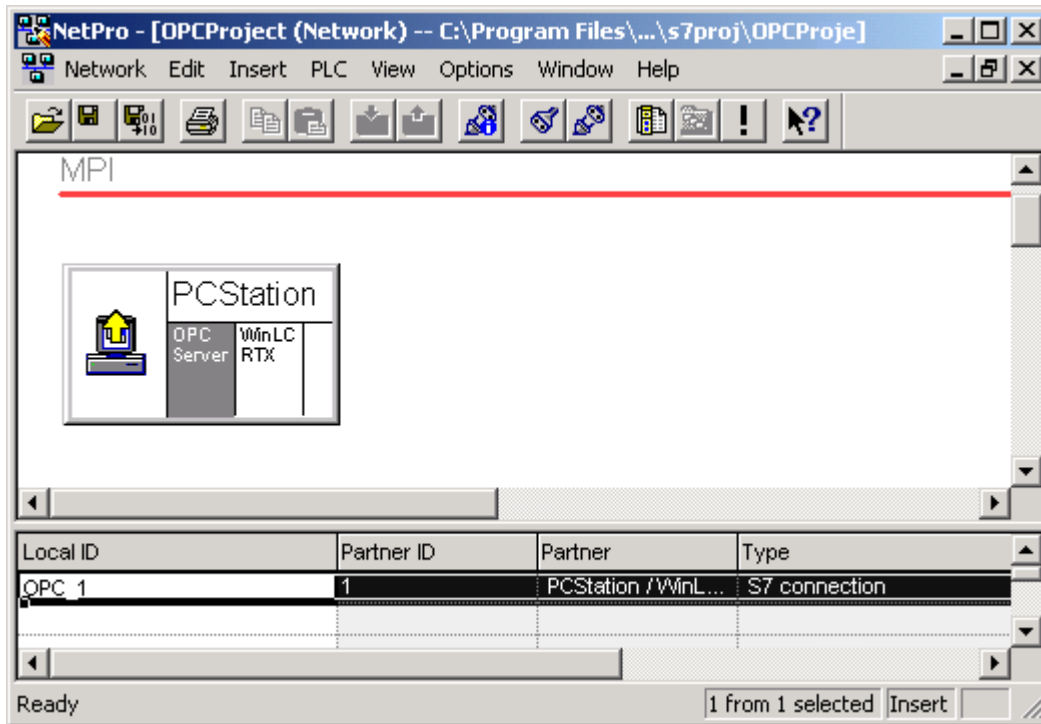 NetPro - [OPCProject (Network) -- C:\Program Files\...\s7proj\OPCProje]
Network Edit Insert PLC View Options Window Help
MPI
PCStation
OPC Server
WinLC RTX
Local ID Partner ID Partner Type
OPC_1 1 PCStation / WinL... S7 connection
Ready 1 from 1 selected Insert